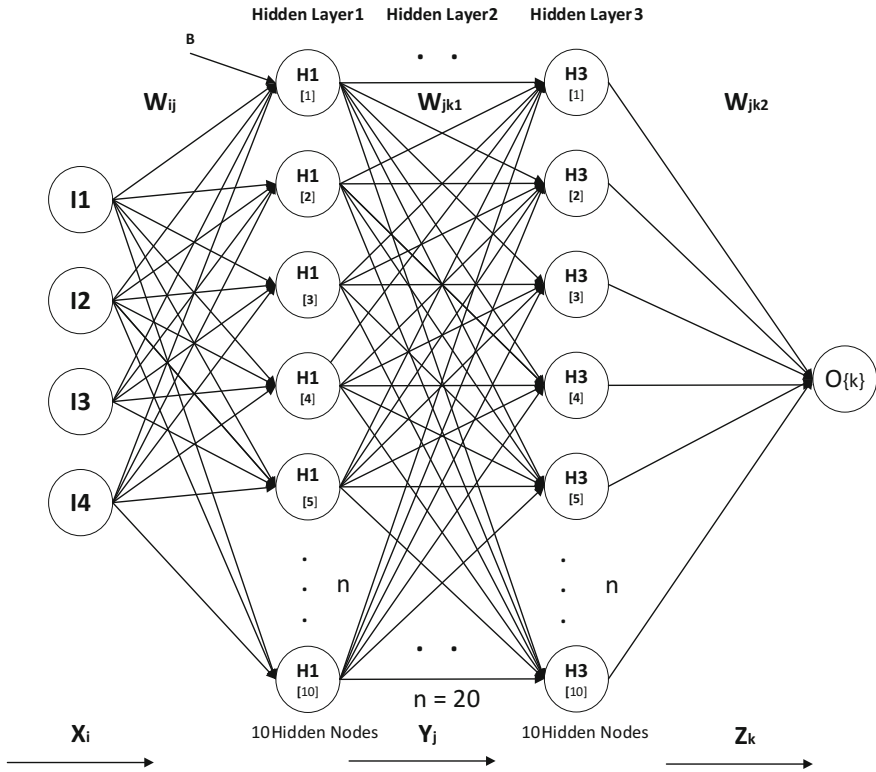 Hidden Layer1 Hidden Layer2 Hidden Layer3
B
. .
H1 H3
[1] [1]
Wij Wjk1 Wjk2
H1 H3
[2] [2]
I1
H1 H3
[3] [3]
I2
H1 H3
[4] [4]
O{k}
I3
H1 H3
[5] [5]
I4
. .
. n . n
. .
. .
H1 H3
[10] [10]
n = 20
10Hidden Nodes 10Hidden Nodes
Xi Yj Zk